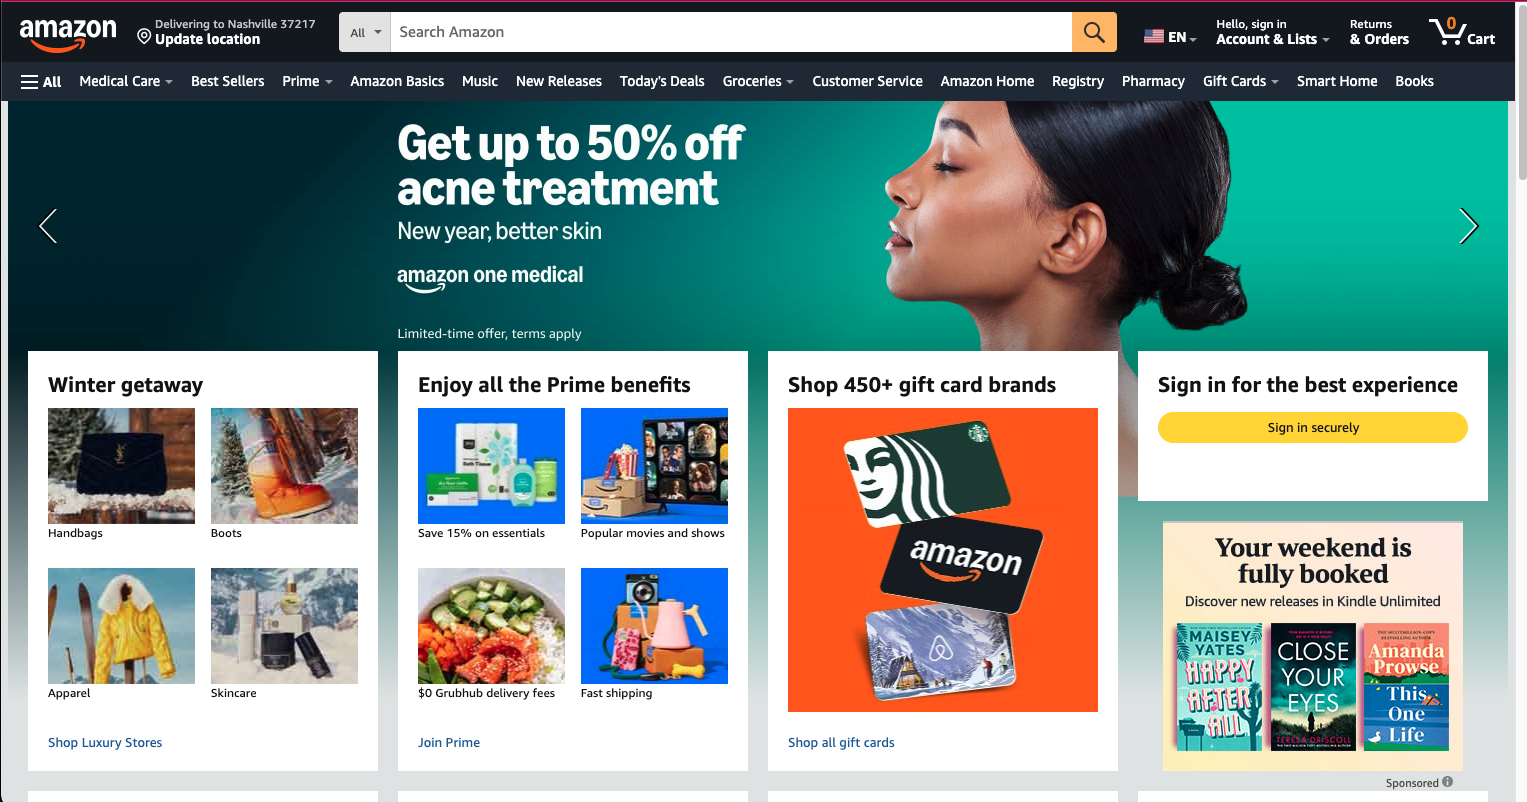 amazon
Delivering to Nashville 37217
Update location
All
Search Amazon
EN
Hello, sign in
Account & Lists
Returns
& Orders
0
Cart
All
Medical Care
Best Sellers
Prime
Amazon Basics
Music
New Releases
Today's Deals
Groceries
Customer Service
Amazon Home
Registry
Pharmacy
Gift Cards
Smart Home
Books
Get up to 50% off
acne treatment
New year, better skin
amazon one medical
Limited-time offer, terms apply
Winter getaway
Handbags
Boots
Apparel
Skincare
Shop Luxury Stores
Enjoy all the Prime benefits
Bath Tissue
Save 15% on essentials
Popular movies and shows
$0 Grubhub delivery fees
Fast shipping
Join Prime
Shop 450+ gift card brands
amazon
Shop all gift cards
Sign in for the best experience
Sign in securely
Your weekend is
fully booked
Discover new releases in Kindle Unlimited
MAISEY
YATES
HAPPY
AFTER
ALL
CLOSE
YOUR
EYES
TERESA DRISCOLL
THE MULTIMILLION-COPY
BESTSELLING AUTHOR
Amanda
Prowse
This
One
Life
Sponsored